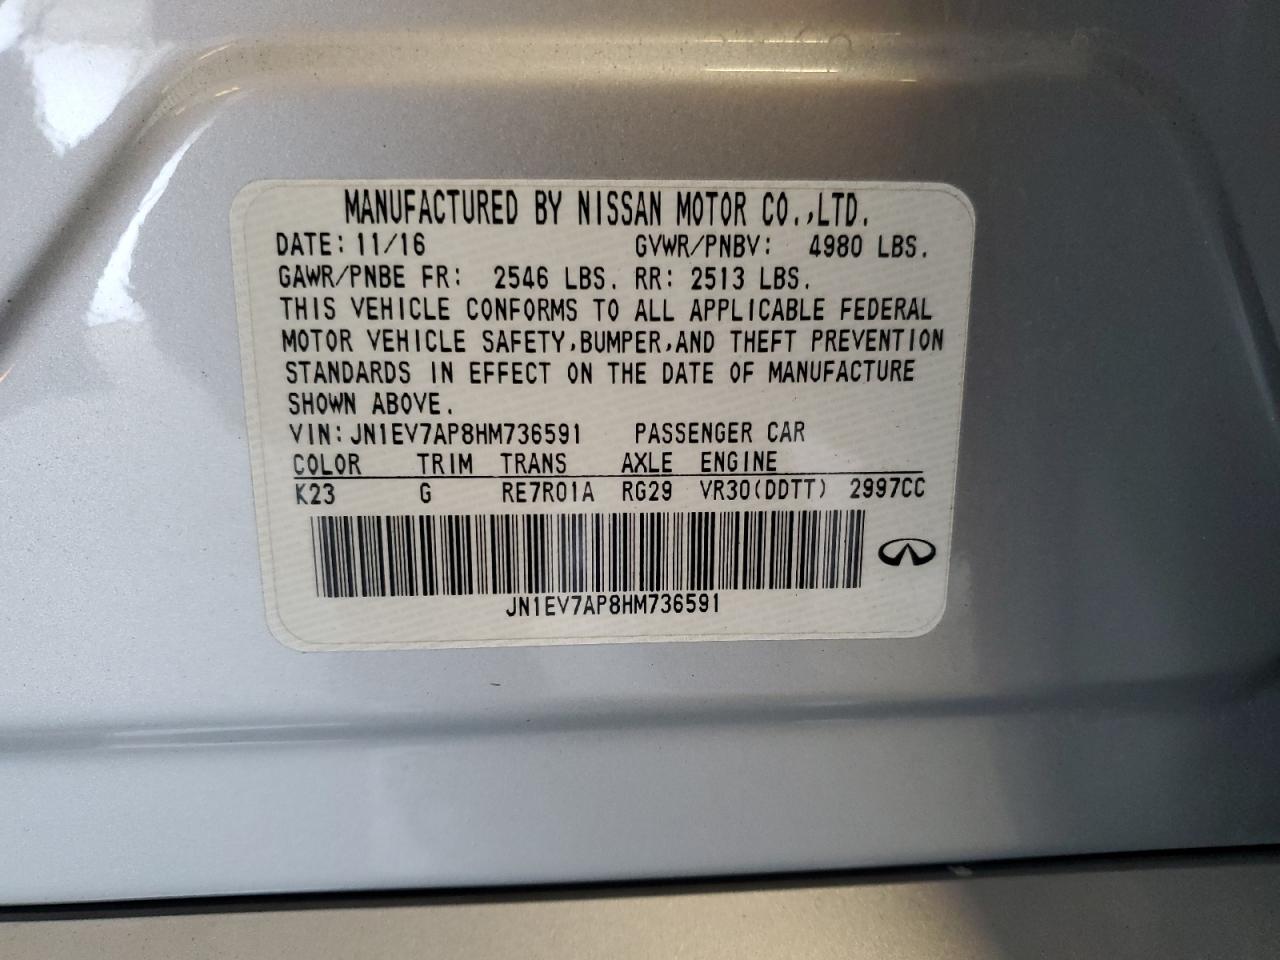 MANUFACTURED BY NISSAN MOTOR CO.,LTD.
DATE: 11/16 GVWR/PNBV: 4980 LBS.
GAWR/PNBE FR: 2546 LBS. RR: 2513 LBS.
THIS VEHICLE CONFORMS TO ALL APPLICABLE FEDERAL
MOTOR VEHICLE SAFETY,BUMPER,AND THEFT PREVENTION
STANDARDS IN EFFECT ON THE DATE OF MANUFACTURE
SHOWN ABOVE.
VIN: JN1EV7AP8HM736591 PASSENGER CAR
COLOR TRIM TRANS AXLE ENGINE
K23 G RE7R01A RG29 VR30(DDTT) 2997CC
JN1EV7AP8HM736591